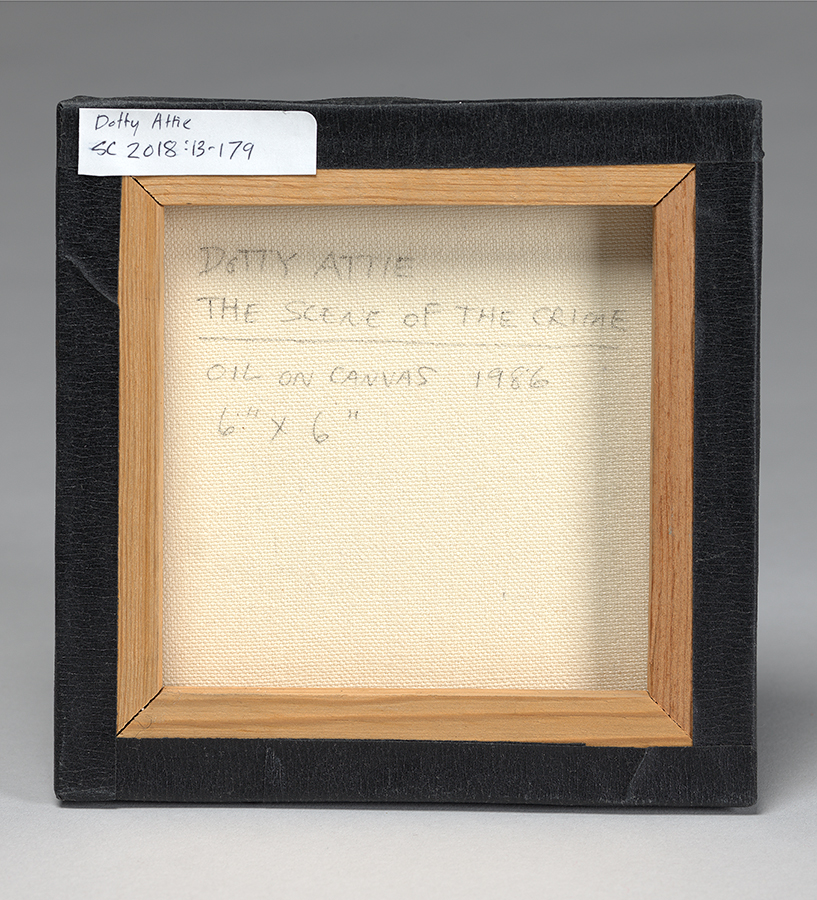 Dotty Attie
SC 2018:13-179
DOTTY ATTIE
THE SCENE OF THE CRIME
OIL ON CANVAS 1986
6" x 6"